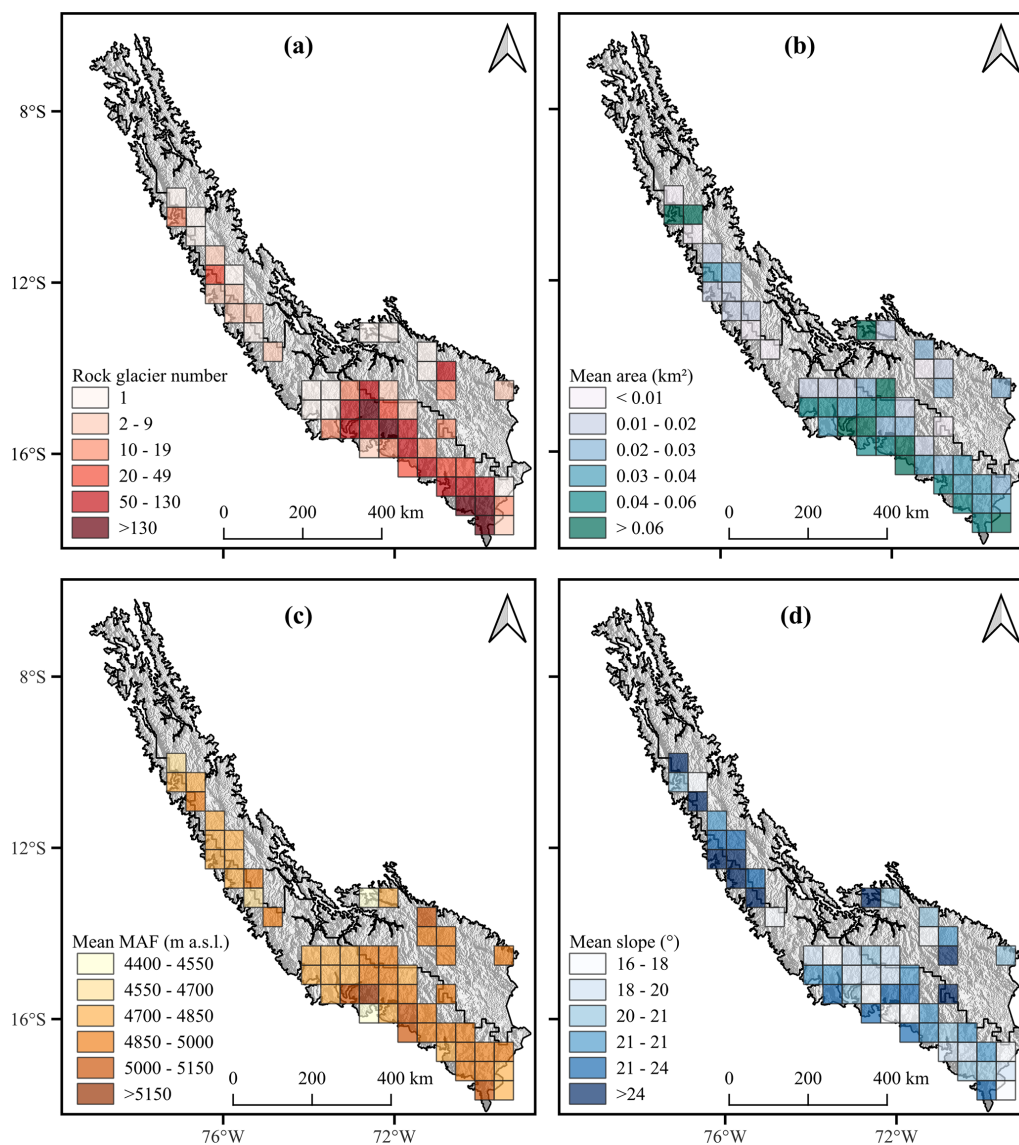 (a)
(b)
8°S
12°S
16°S
Rock glacier number
1
2 - 9
10 - 19
20 - 49
50 - 130
>130
0 200 400 km
Mean area (km²)
< 0.01
0.01 - 0.02
0.02 - 0.03
0.03 - 0.04
0.04 - 0.06
> 0.06
0 200 400 km
76°W
72°W
76°W
72°W
(c)
(d)
8°S
12°S
16°S
Mean MAF (m a.s.l.)
4400 - 4550
4550 - 4700
4700 - 4850
4850 - 5000
5000 - 5150
>5150
0 200 400 km
Mean slope (°)
16 - 18
18 - 20
20 - 21
21 - 21
21 - 24
>24
0 200 400 km
76°W
72°W
76°W
72°W